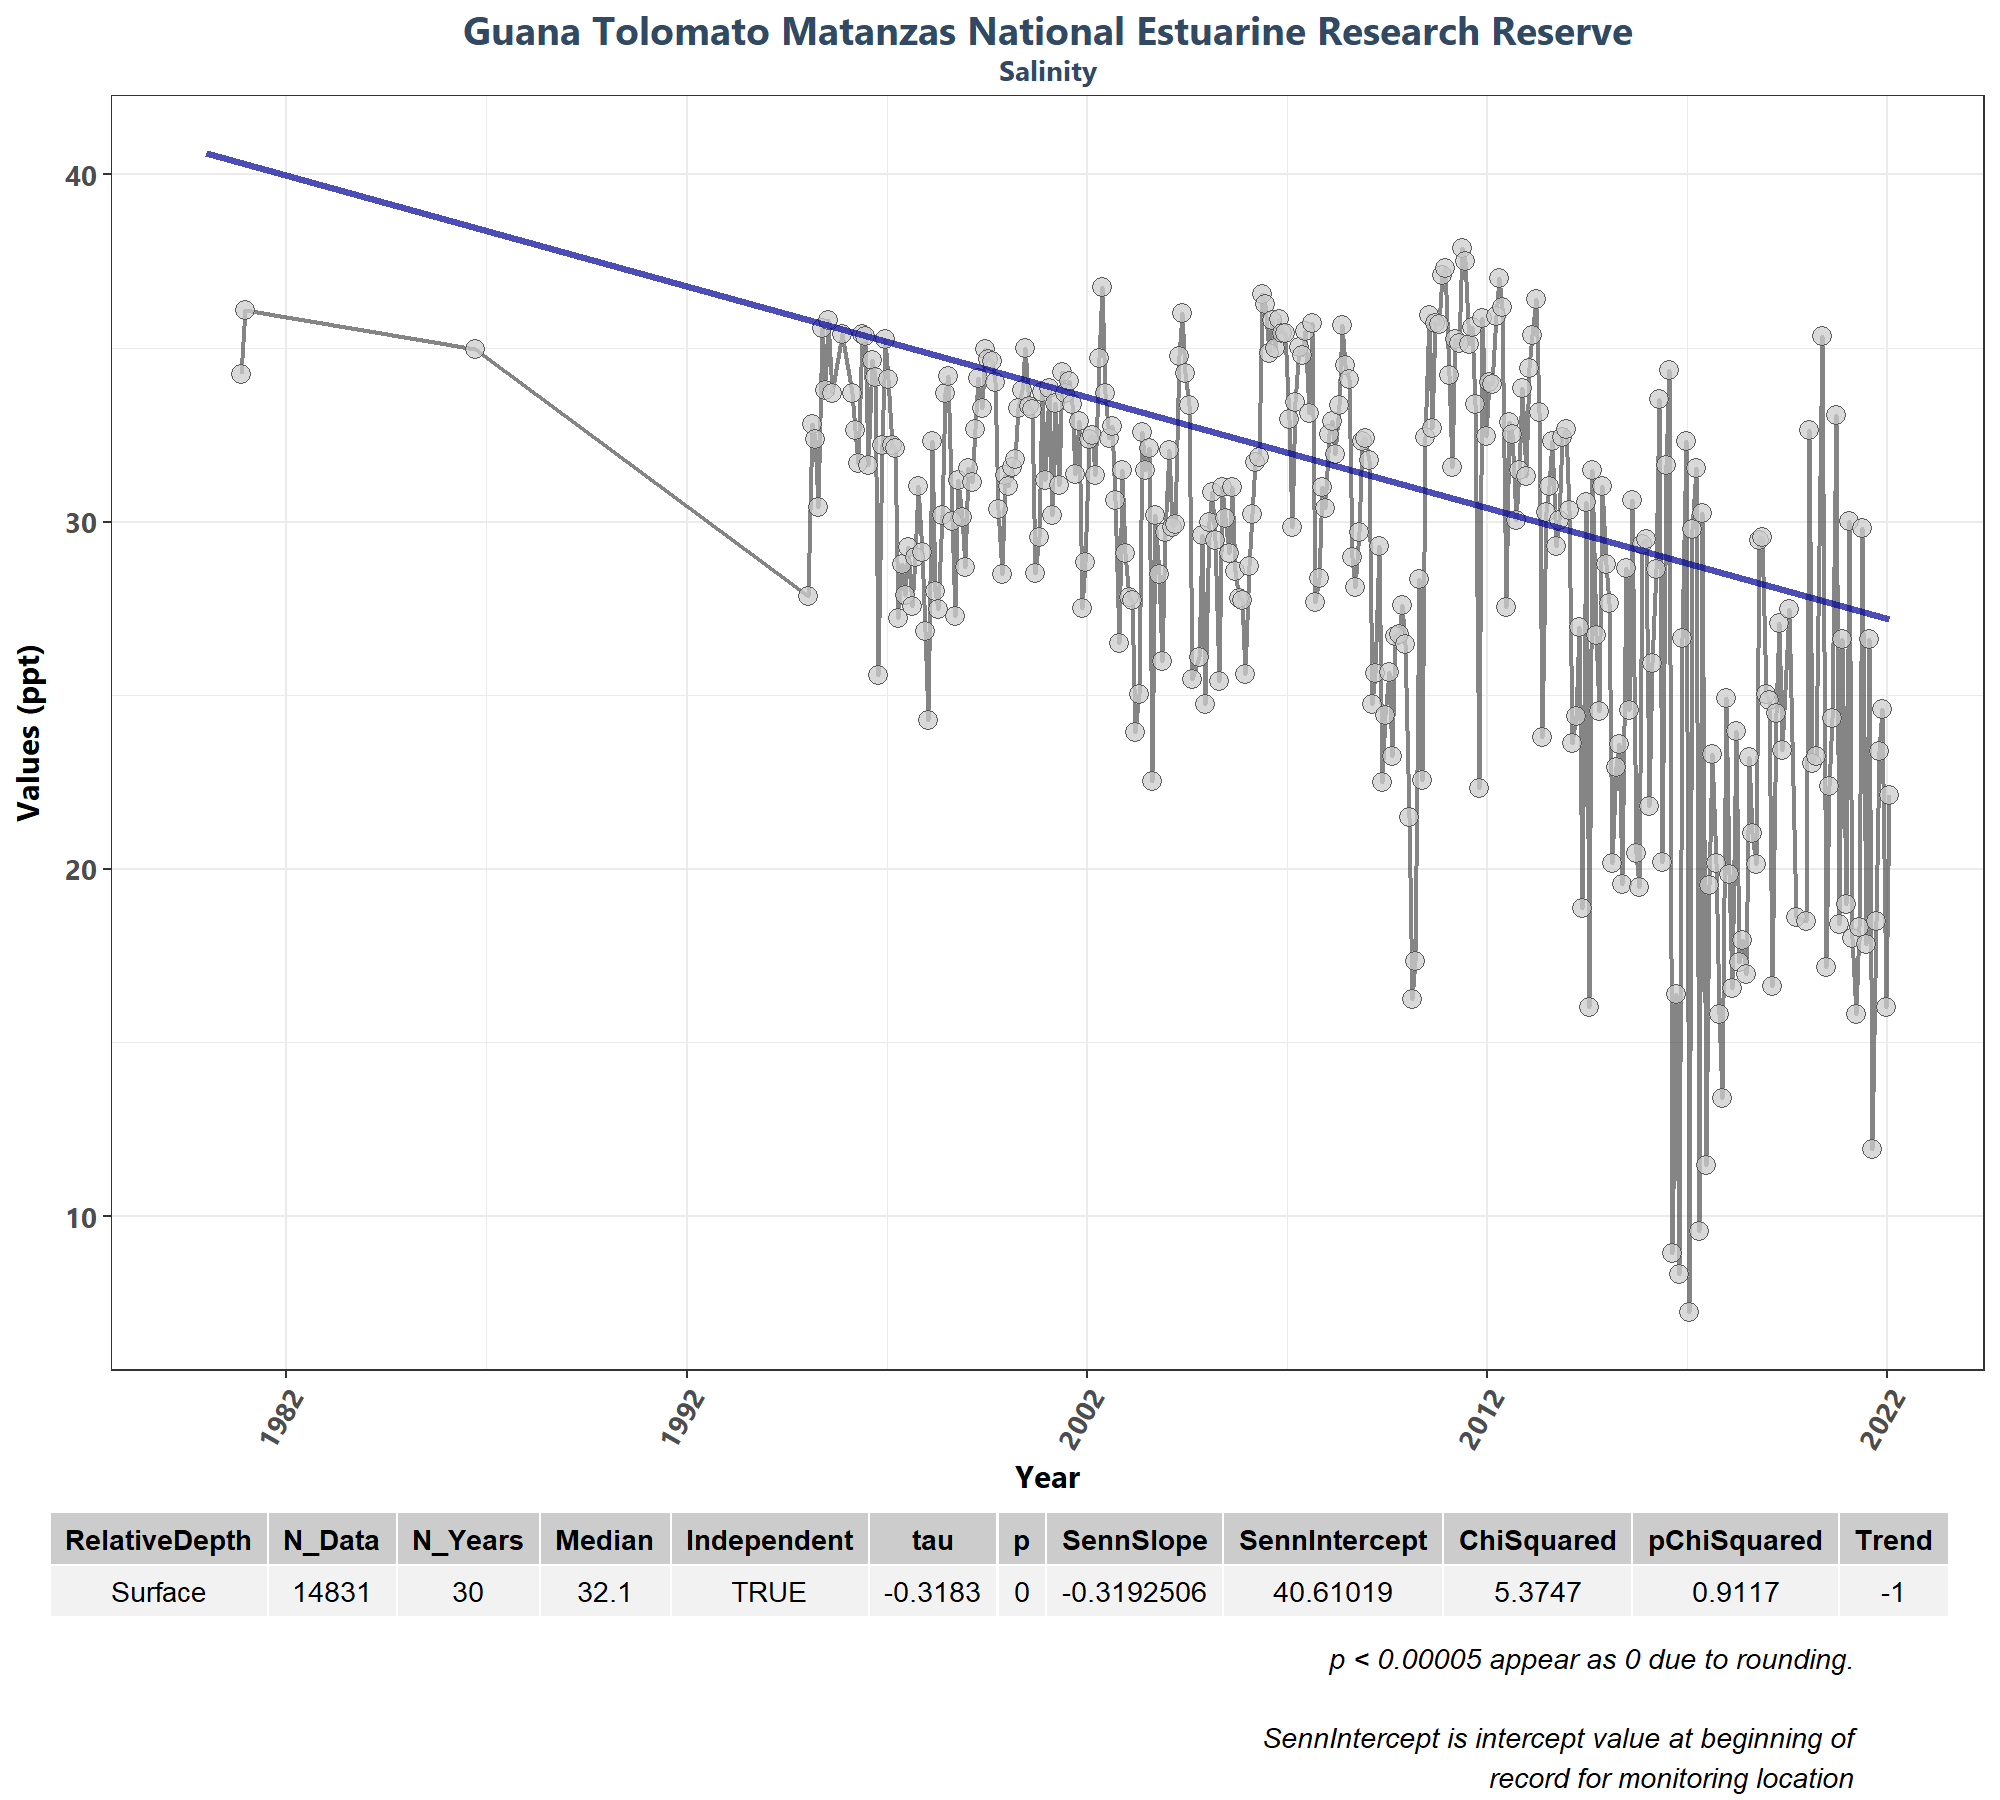 Guana Tolomato Matanzas National Estuarine Research Reserve
Salinity
Values (ppt)
40
30
20
10
1982
1992
2002
2012
2022
Year
RelativeDepth N_Data N_Years Median Independent tau p SennSlope SennIntercept ChiSquared pChiSquared Trend
Surface 14831 30 32.1 TRUE -0.3183 0 -0.3192506 40.61019 5.3747 0.9117 -1
p < 0.00005 appear as 0 due to rounding.
SennIntercept is intercept value at beginning of
record for monitoring location